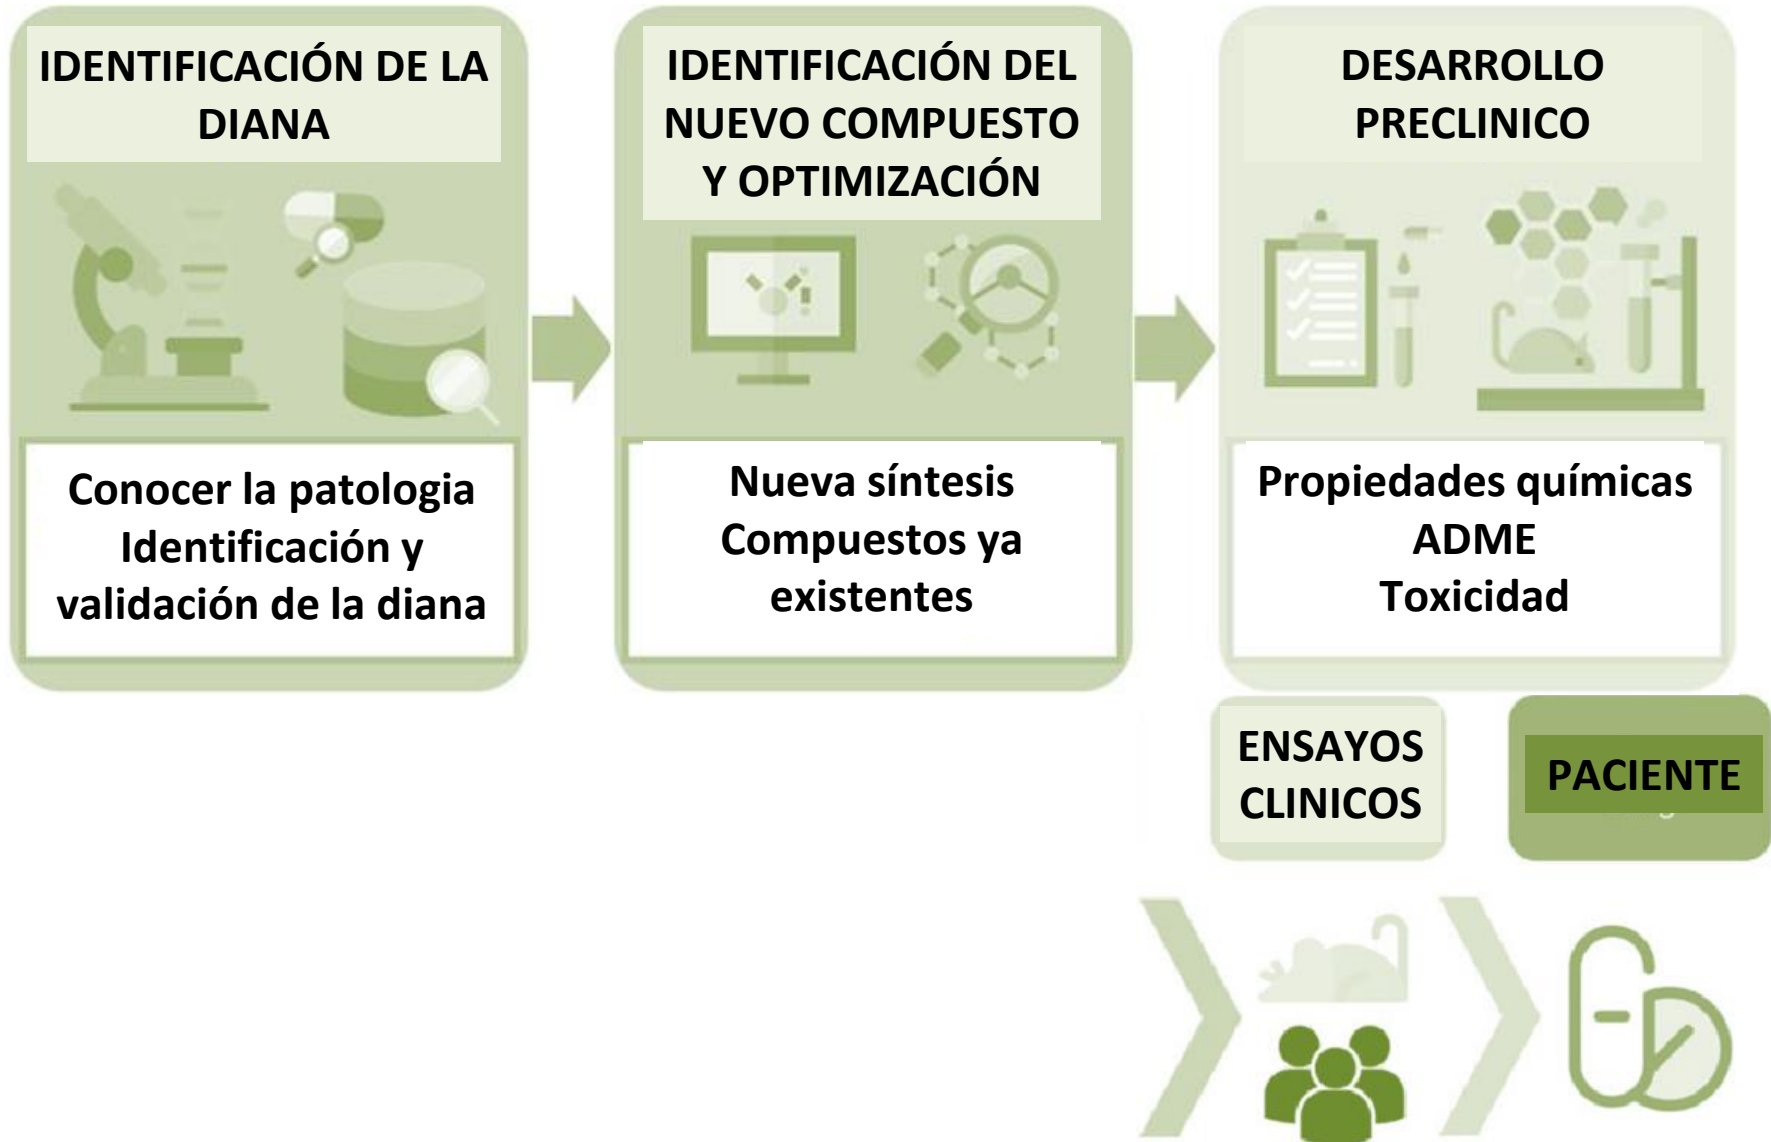 IDENTIFICACIÓN DE LA
DIANA
Conocer la patologia
Identificación y
validación de la diana
IDENTIFICACIÓN DEL
NUEVO COMPUESTO
Y OPTIMIZACIÓN
Nueva síntesis
Compuestos ya
existentes
DESARROLLO
PRECLINICO
Propiedades químicas
ADME
Toxicidad
ENSAYOS
CLINICOS
PACIENTE